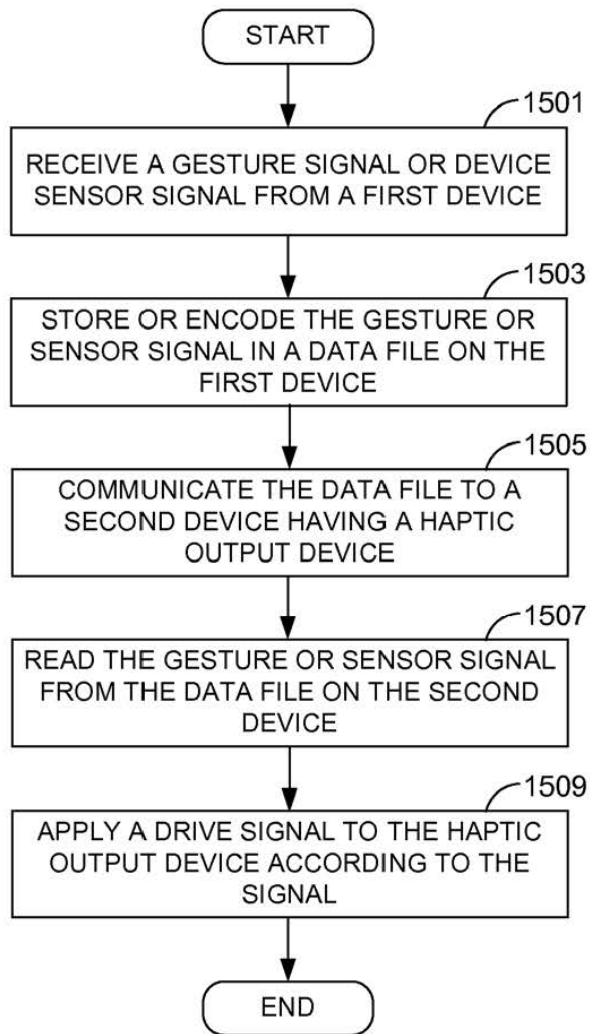 START
1501
RECEIVE A GESTURE SIGNAL OR DEVICE
SENSOR SIGNAL FROM A FIRST DEVICE
1503
STORE OR ENCODE THE GESTURE OR
SENSOR SIGNAL IN A DATA FILE ON THE
FIRST DEVICE
1505
COMMUNICATE THE DATA FILE TO A
SECOND DEVICE HAVING A HAPTIC
OUTPUT DEVICE
1507
READ THE GESTURE OR SENSOR SIGNAL
FROM THE DATA FILE ON THE SECOND
DEVICE
1509
APPLY A DRIVE SIGNAL TO THE HAPTIC
OUTPUT DEVICE ACCORDING TO THE
SIGNAL
END